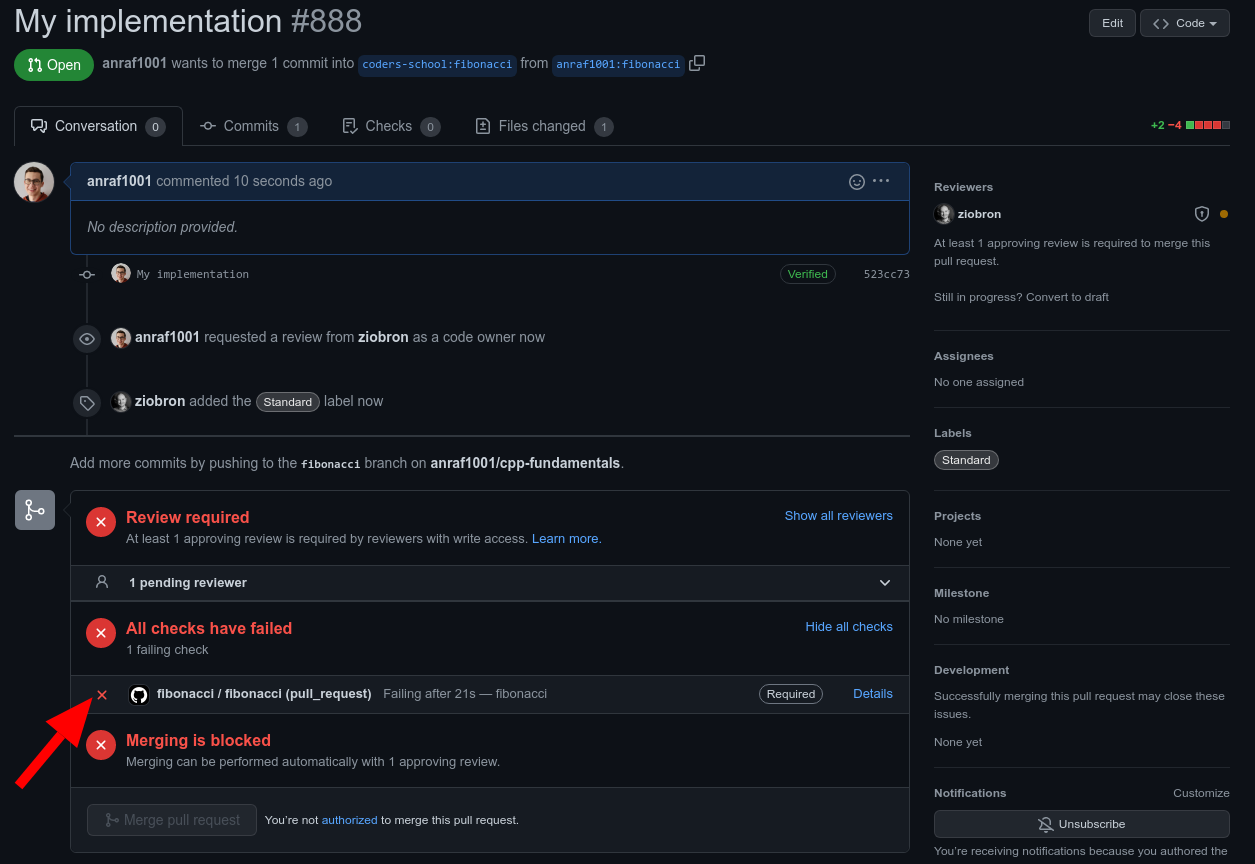 My implementation #888
Edit
Code
Open
anraf1001 wants to merge 1 commit into coders-school:fibonacci from anraf1001:fibonacci
Conversation 0
Commits 1
Checks 0
Files changed 1
+2 −4
anraf1001 commented 10 seconds ago
No description provided.
My implementation
Verified
523cc73
anraf1001 requested a review from ziobron as a code owner now
ziobron added the Standard label now
Add more commits by pushing to the fibonacci branch on anraf1001/cpp-fundamentals.
Review required
Show all reviewers
At least 1 approving review is required by reviewers with write access. Learn more.
1 pending reviewer
All checks have failed
Hide all checks
1 failing check
fibonacci / fibonacci (pull_request) Failing after 21s — fibonacci
Required
Details
Merging is blocked
Merging can be performed automatically with 1 approving review.
Merge pull request
You're not authorized to merge this pull request.
Reviewers
ziobron
At least 1 approving review is required to merge this
pull request.
Still in progress? Convert to draft
Assignees
No one assigned
Labels
Standard
Projects
None yet
Milestone
No milestone
Development
Successfully merging this pull request may close these
issues.
None yet
Notifications
Customize
Unsubscribe
You're receiving notifications because you authored the